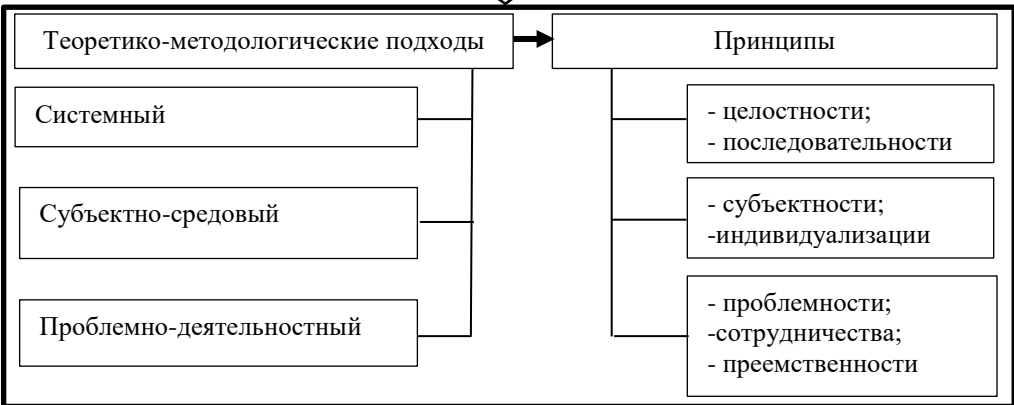 Теоретико-методологические подходы
Принципы
Системный
- целостности;
- последовательности
Субъектно-средовый
- субъектности;
-индивидуализации
Проблемно-деятельностный
- проблемности;
-сотрудничества;
- преемственности